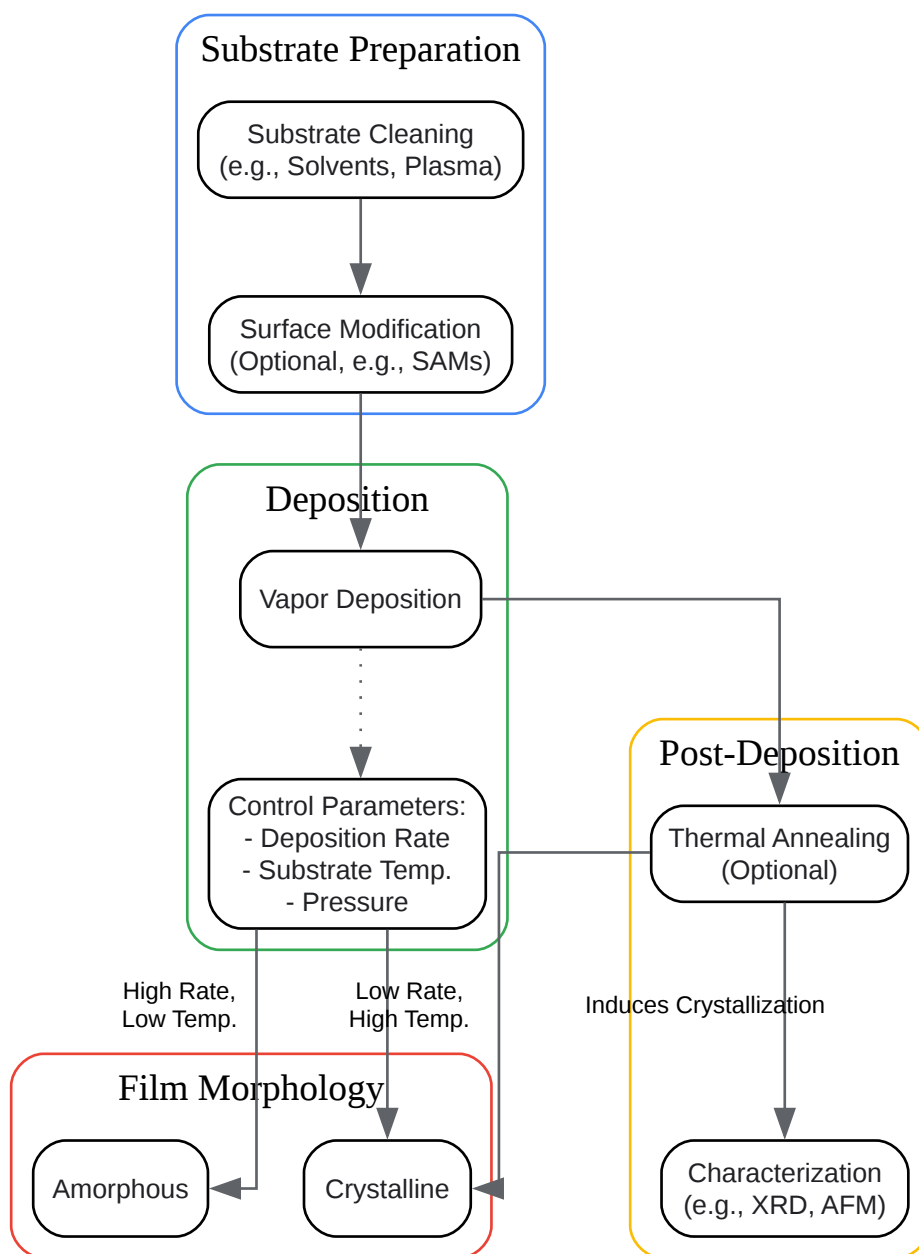 Substrate Preparation
Substrate Cleaning
(e.g., Solvents, Plasma)
Surface Modification
(Optional, e.g., SAMs)
Deposition
Vapor Deposition
Control Parameters:
- Deposition Rate
- Substrate Temp.
- Pressure
Post-Deposition
Thermal Annealing
(Optional)
High Rate,
Low Temp.
Low Rate,
High Temp.
Induces Crystallization
Film Morphology
Amorphous
Crystalline
Characterization
(e.g., XRD, AFM)